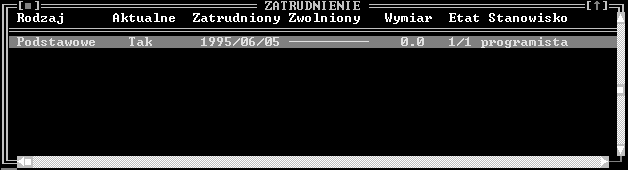 ZATRUDNIENIE
Rodzaj Aktualne Zatrudniony Zwolniony Wymiar Etat Stanowisko
Podstawowe Tak 1995/06/05 ────────── 0.0 1/1 programista